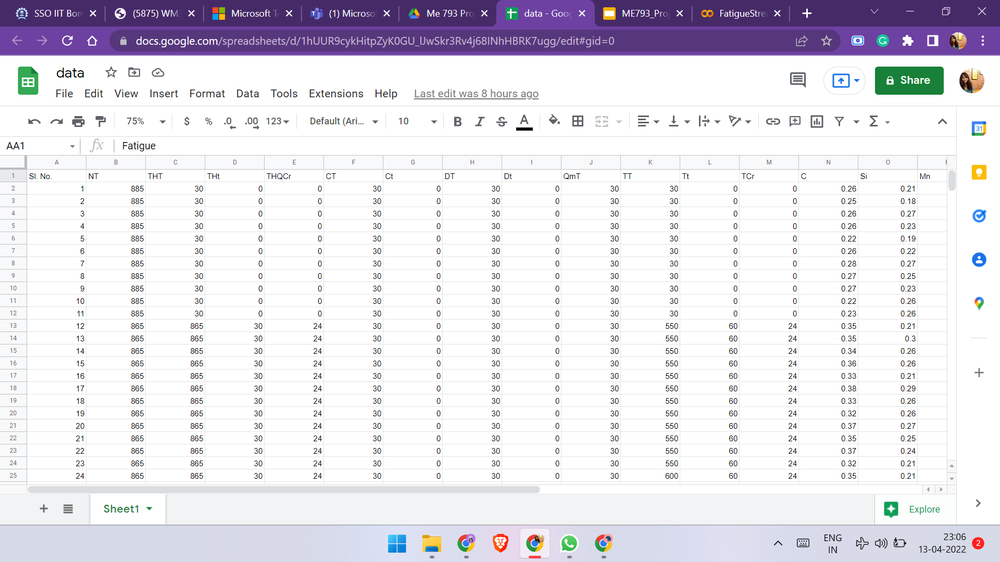 SSO IIT Bom (5875) WM Microsoft T (1) Microso Me 793 Pro data - Goog ME793_Proj FatigueStre
docs.google.com/spreadsheets/d/1hUUR9cykHitpZyK0GU_lJwSkr3Rv4j68INhHBRK7ugg/edit#gid=0
data
Share
File Edit View Insert Format Data Tools Extensions Help Last edit was 8 hours ago
75% $ % .0 .00 123 Default (Ari... 10 B I S A
31
AA1 fx Fatigue
A B C D E F G H I J K L M N O
1 Sl. No. NT THT THt THQCr CT Ct DT Dt QmT TT Tt TCr C Si Mn
2 1 885 30 0 0 30 0 30 0 30 30 0 0 0.26 0.21
3 2 885 30 0 0 30 0 30 0 30 30 0 0 0.25 0.18
4 3 885 30 0 0 30 0 30 0 30 30 0 0 0.26 0.27
5 4 885 30 0 0 30 0 30 0 30 30 0 0 0.26 0.23
6 5 885 30 0 0 30 0 30 0 30 30 0 0 0.22 0.19
7 6 885 30 0 0 30 0 30 0 30 30 0 0 0.26 0.22
8 7 885 30 0 0 30 0 30 0 30 30 0 0 0.28 0.27
9 8 885 30 0 0 30 0 30 0 30 30 0 0 0.27 0.25
10 9 885 30 0 0 30 0 30 0 30 30 0 0 0.27 0.23
11 10 885 30 0 0 30 0 30 0 30 30 0 0 0.22 0.26
12 11 885 30 0 0 30 0 30 0 30 30 0 0 0.23 0.26
13 12 865 865 30 24 30 0 30 0 30 550 60 24 0.35 0.21
14 13 865 865 30 24 30 0 30 0 30 550 60 24 0.35 0.3
15 14 865 865 30 24 30 0 30 0 30 550 60 24 0.34 0.26
16 15 865 865 30 24 30 0 30 0 30 550 60 24 0.36 0.26
17 16 865 865 30 24 30 0 30 0 30 550 60 24 0.33 0.21
18 17 865 865 30 24 30 0 30 0 30 550 60 24 0.38 0.29
19 18 865 865 30 24 30 0 30 0 30 550 60 24 0.33 0.26
20 19 865 865 30 24 30 0 30 0 30 550 60 24 0.32 0.26
21 20 865 865 30 24 30 0 30 0 30 550 60 24 0.37 0.27
22 21 865 865 30 24 30 0 30 0 30 550 60 24 0.35 0.25
23 22 865 865 30 24 30 0 30 0 30 550 60 24 0.37 0.24
24 23 865 865 30 24 30 0 30 0 30 550 60 24 0.32 0.21
25 24 865 865 30 24 30 0 30 0 30 600 60 24 0.35 0.21
Sheet1 Explore
ENG 23:06
IN 13-04-2022 2